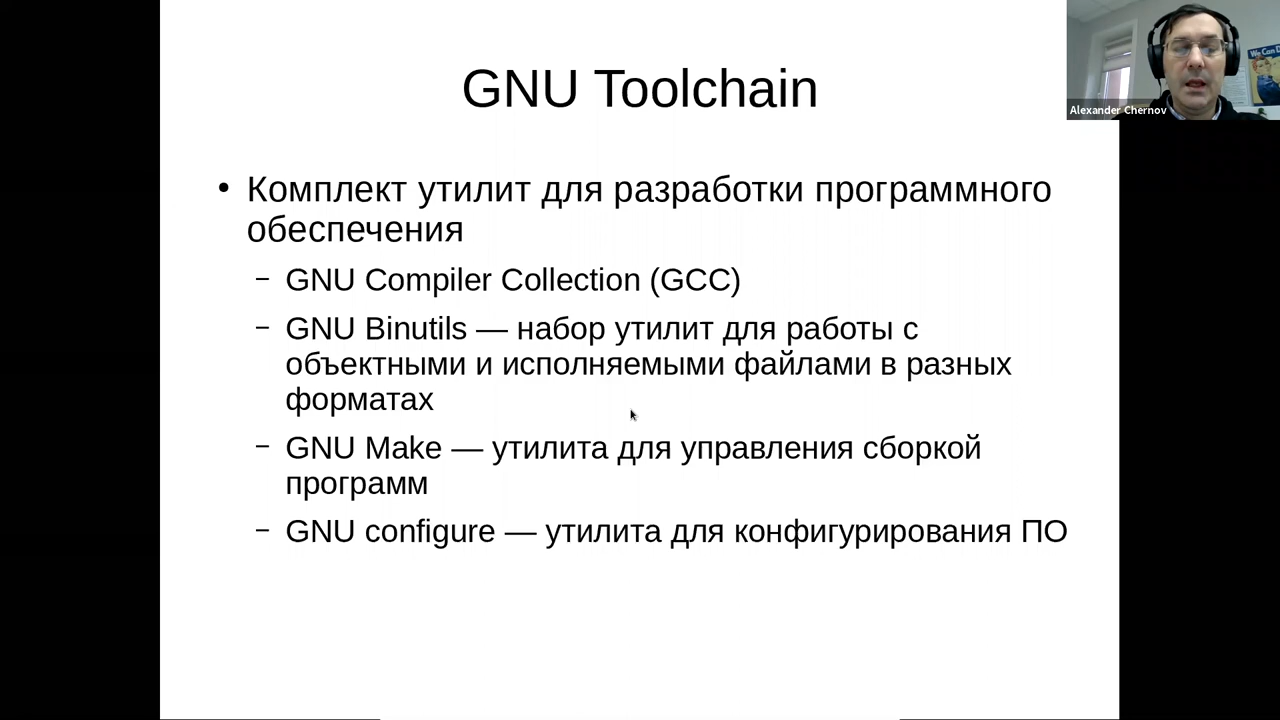 GNU Toolchain
We Can D
Alexander Chernov
• Комплект утилит для разработки программного
обеспечения
– GNU Compiler Collection (GCC)
– GNU Binutils — набор утилит для работы с
объектными и исполняемыми файлами в разных
форматах
– GNU Make — утилита для управления сборкой
программ
– GNU configure — утилита для конфигурирования ПО